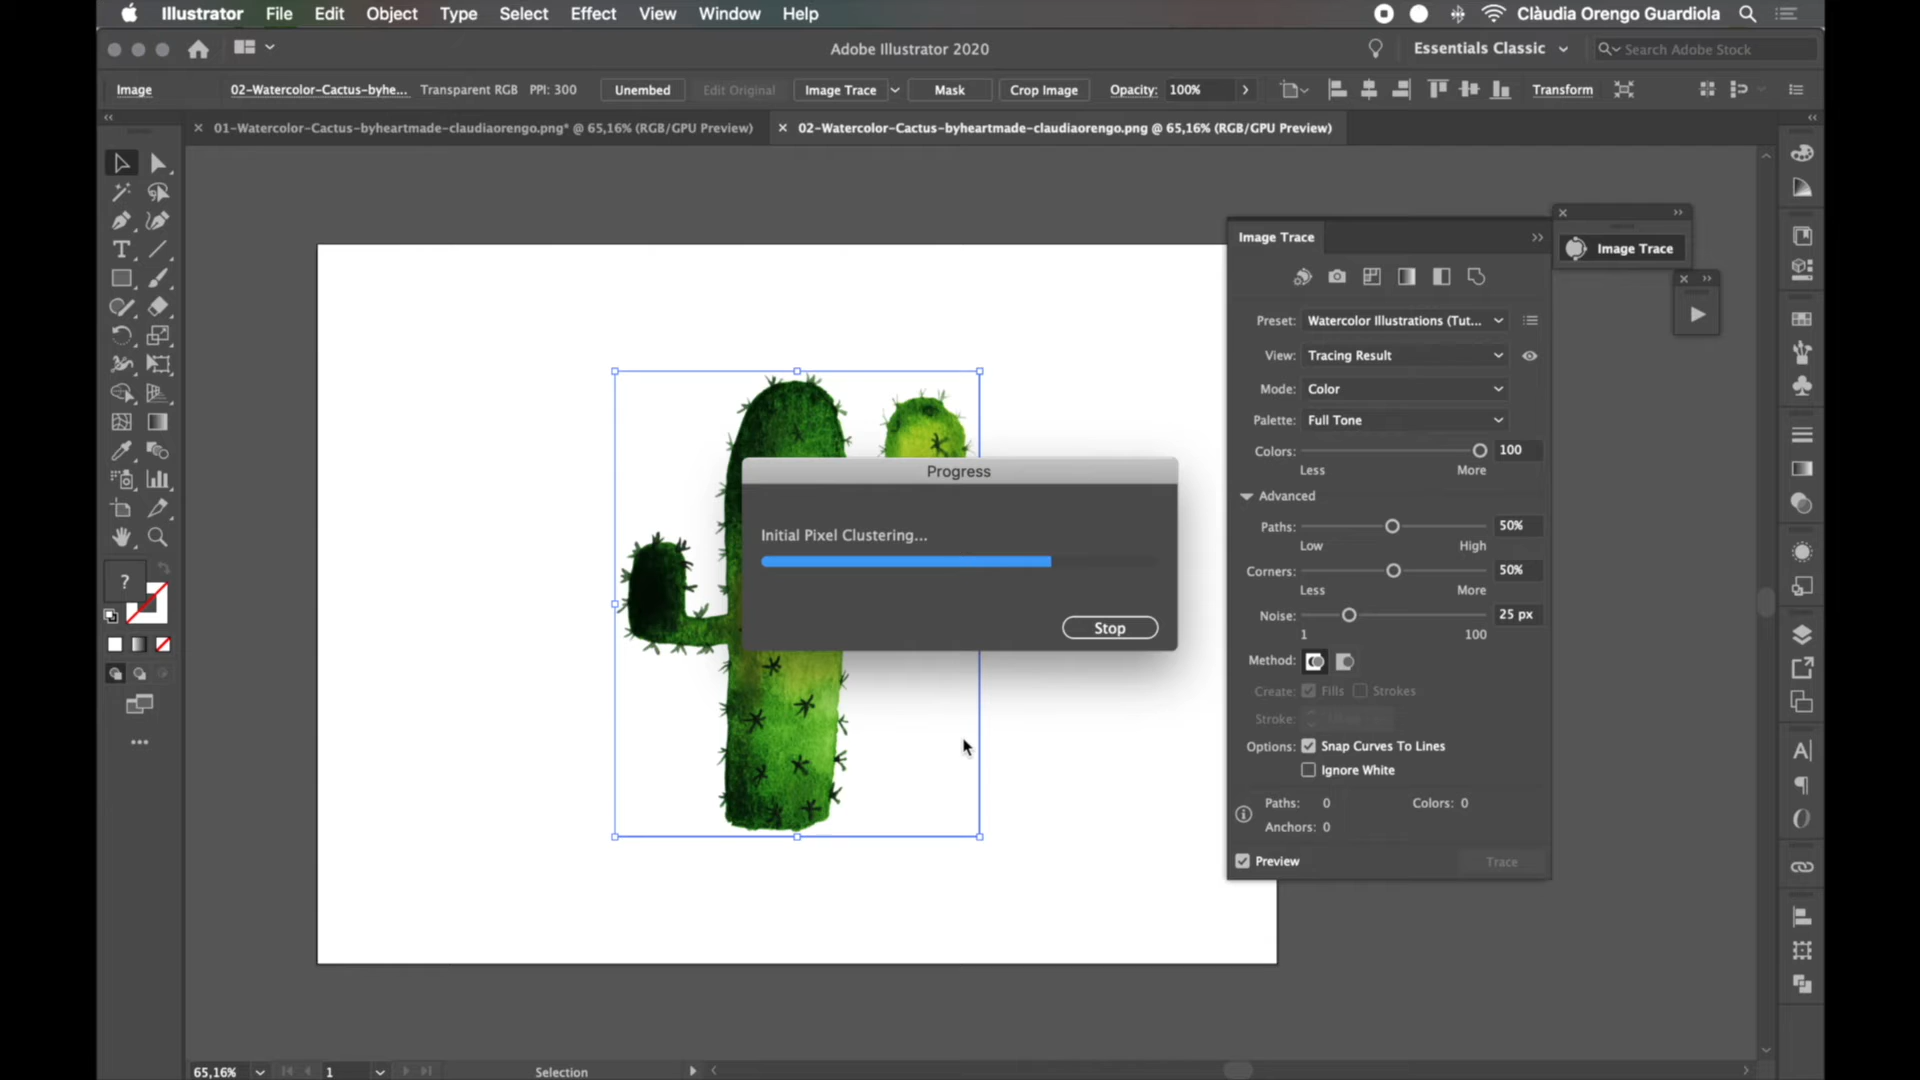 Illustrator File Edit Object Type Select Effect View Window Help Clàudia Orengo Guardiola
Adobe Illustrator 2020 Essentials Classic Search Adobe Stock
Image 02-Watercolor-Cactus-byhe... Transparent RGB PPI: 300 Unembed Edit Original Image Trace Mask Crop Image Opacity: 100% Transform
01-Watercolor-Cactus-byheartmade-claudiaorengo.png* @ 65,16% (RGB/GPU Preview) 02-Watercolor-Cactus-byheartmade-claudiaorengo.png @ 65,16% (RGB/GPU Preview)
Image Trace
Image Trace
Preset: Watercolor Illustrations (Tut...
View: Tracing Result
Mode: Color
Palette: Full Tone
Colors: 100
Less More
Advanced
Paths: 50%
Low High
Corners: 50%
Less More
Noise: 25 px
1 100
Method:
Create: Fills Strokes
Stroke:
Options: Snap Curves To Lines
Ignore White
Paths: 0 Colors: 0
Anchors: 0
Preview Trace
Progress
Initial Pixel Clustering...
Stop
?
65,16% 1 Selection